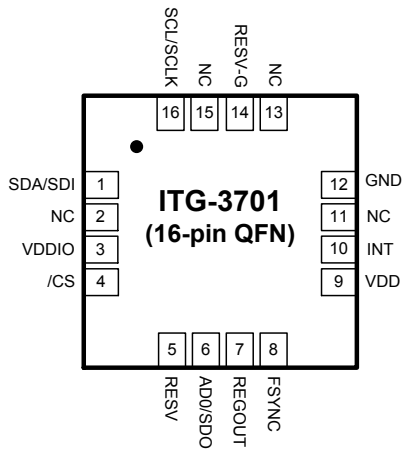 SCL/SCLK
NC
RESV-G
NC
16
15
14
13
SDA/SDI 1
NC 2
VDDIO 3
/CS 4
ITG-3701
(16-pin QFN)
12 GND
11 NC
10 INT
9 VDD
5
6
7
8
RESV
AD0/SDO
REGOUT
FSYNC